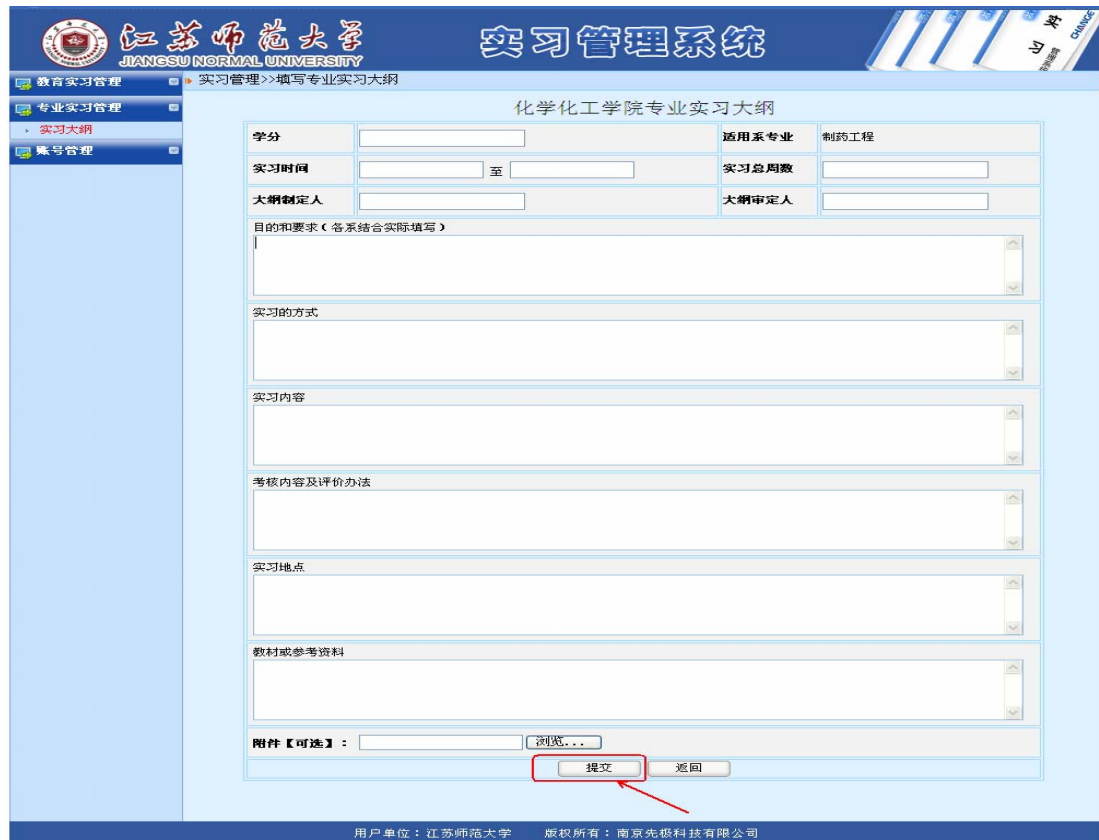 江苏师范大学
JIANGSU NORMAL UNIVERSITY
实习管理系统
CHANGE
教育实习管理
专业实习管理
实习大纲
账号管理
实习管理>>填写专业实习大纲
化学化工学院专业实习大纲
学分 适用系专业 制药工程
实习时间 至 实习总周数
大纲制定人 大纲审定人
目的和要求(各系结合实际填写)
实习的方式
实习内容
考核内容及评价办法
实习地点
教材或参考资料
附件【可选】: 浏览...
提交 返回
用户单位:江苏师范大学 版权所有:南京先极科技有限公司